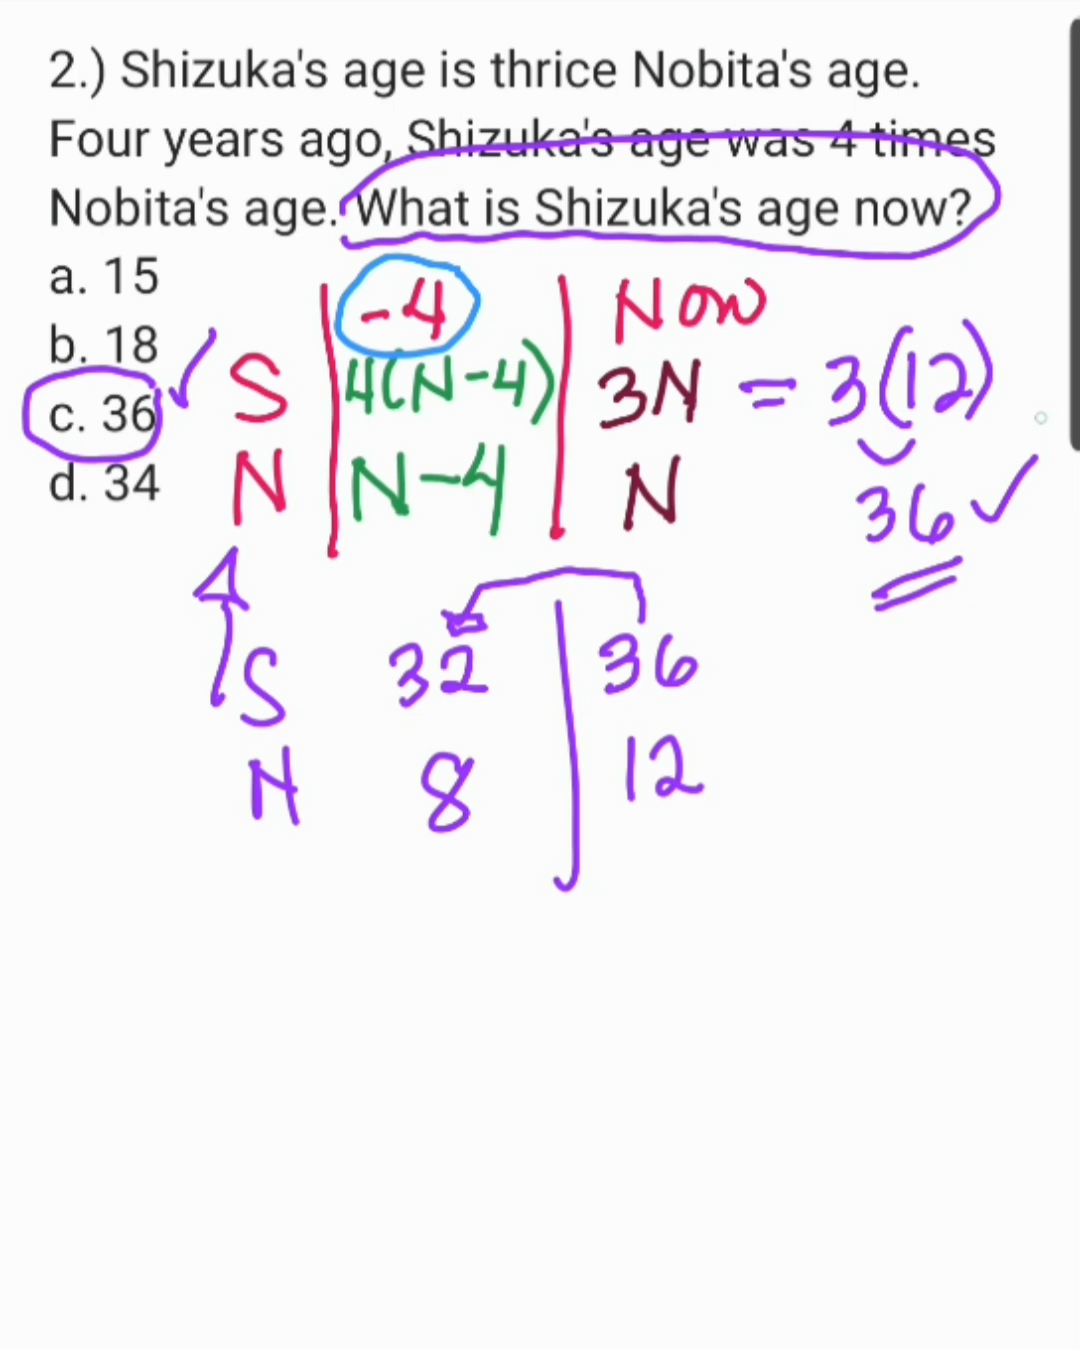 2.) Shizuka's age is thrice Nobita's age.
Four years ago, Shizuka's age was 4 times
Nobita's age. What is Shizuka's age now?
a. 15
-4 Now
b. 18
S 4(N-4) 3N = 3(12)
c. 36
d. 34
N N-4 N 36
S 32 36
N 8 12